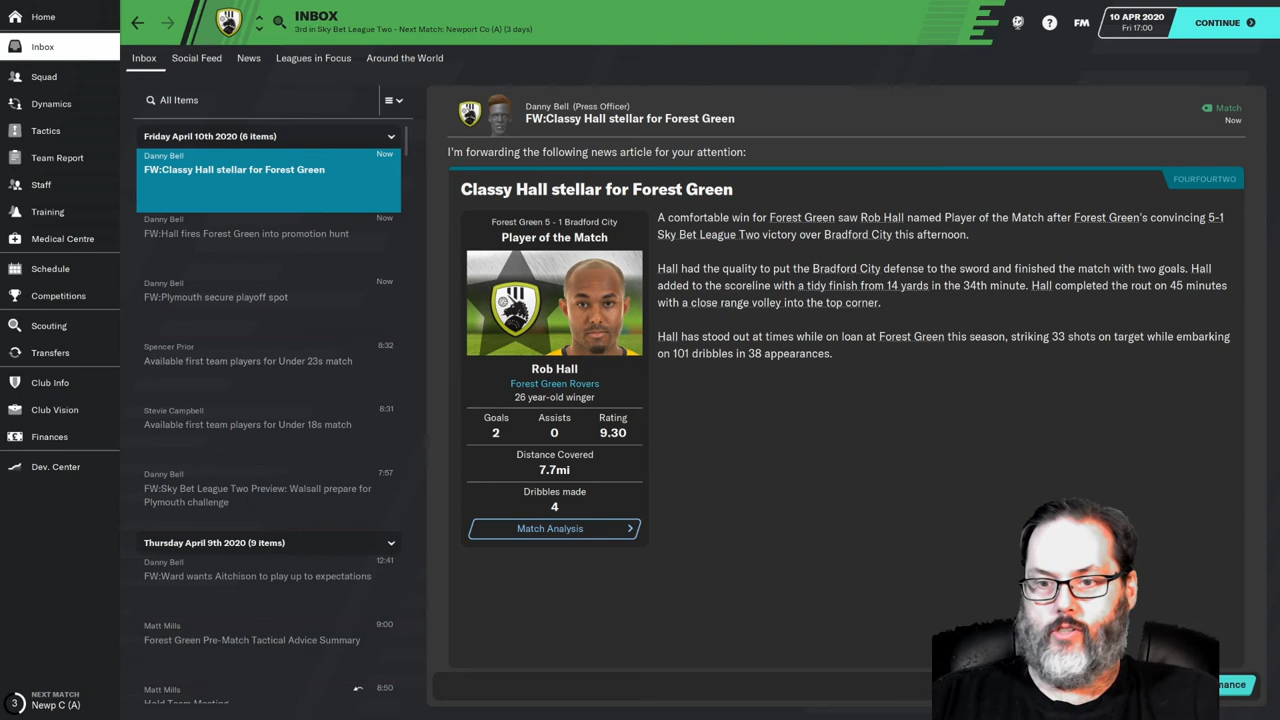 Home
INBOX
3rd in Sky Bet League Two - Next Match: Newport Co (A) (3 days)
FM
10 APR 2020
Fri 17:00
CONTINUE
Inbox
Squad
Dynamics
Tactics
Team Report
Staff
Training
Medical Centre
Schedule
Competitions
Scouting
Transfers
Club Info
Club Vision
Finances
Dev. Center
3
NEXT MATCH
Newp C (A)
Inbox
Social Feed
News
Leagues in Focus
Around the World
All Items
Friday April 10th 2020 (6 items)
Danny Bell
Now
FW:Classy Hall stellar for Forest Green
Danny Bell
Now
FW:Hall fires Forest Green into promotion hunt
Danny Bell
Now
FW:Plymouth secure playoff spot
Spencer Prior
8:32
Available first team players for Under 23s match
Stevie Campbell
8:31
Available first team players for Under 18s match
Danny Bell
7:57
FW:Sky Bet League Two Preview: Walsall prepare for
Plymouth challenge
Thursday April 9th 2020 (9 items)
Danny Bell
12:41
FW:Ward wants Aitchison to play up to expectations
Matt Mills
9:00
Forest Green Pre-Match Tactical Advice Summary
Matt Mills
8:50
Hold Team Meeting
Danny Bell (Press Officer)
FW:Classy Hall stellar for Forest Green
Match
Now
I'm forwarding the following news article for your attention:
FOURFOURTWO
Classy Hall stellar for Forest Green
Forest Green 5 - 1 Bradford City
Player of the Match
Rob Hall
Forest Green Rovers
26 year-old winger
Goals Assists Rating
2 0 9.30
Distance Covered
7.7mi
Dribbles made
4
Match Analysis
A comfortable win for Forest Green saw Rob Hall named Player of the Match after Forest Green's convincing 5-1
Sky Bet League Two victory over Bradford City this afternoon.
Hall had the quality to put the Bradford City defense to the sword and finished the match with two goals. Hall
added to the scoreline with a tidy finish from 14 yards in the 34th minute. Hall completed the rout on 45 minutes
with a close range volley into the top corner.
Hall has stood out at times while on loan at Forest Green this season, striking 33 shots on target while embarking
on 101 dribbles in 38 appearances.
mance